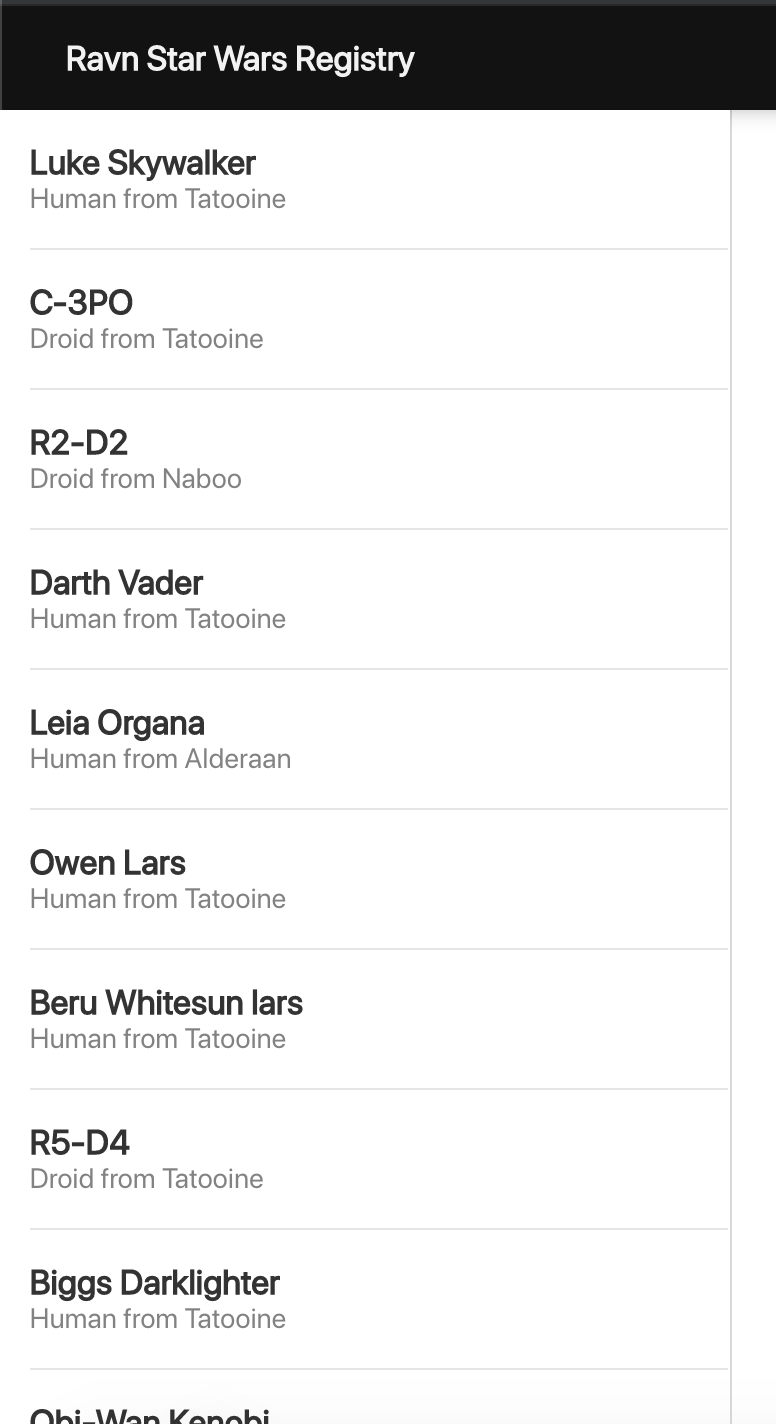 Ravn Star Wars Registry
Luke Skywalker
Human from Tatooine
C-3PO
Droid from Tatooine
R2-D2
Droid from Naboo
Darth Vader
Human from Tatooine
Leia Organa
Human from Alderaan
Owen Lars
Human from Tatooine
Beru Whitesun lars
Human from Tatooine
R5-D4
Droid from Tatooine
Biggs Darklighter
Human from Tatooine
Obi-Wan Kenobi